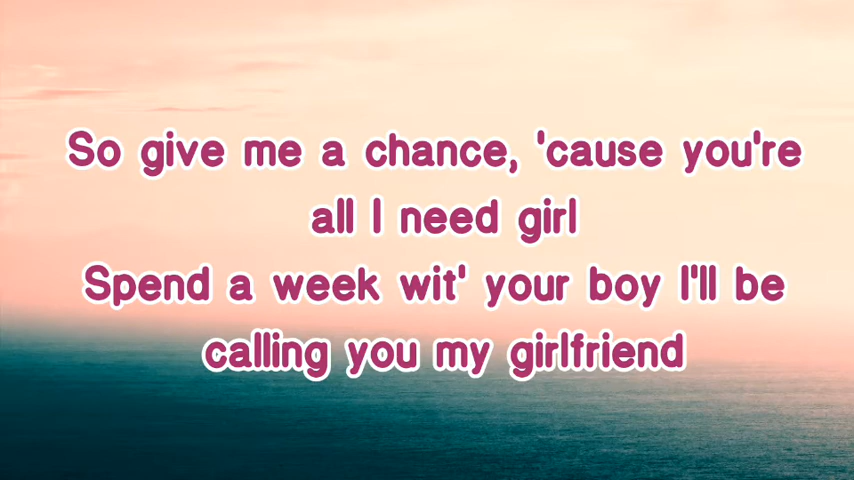 So give me a chance, 'cause you're
all I need girl
Spend a week wit' your boy I'll be
calling you my girlfriend